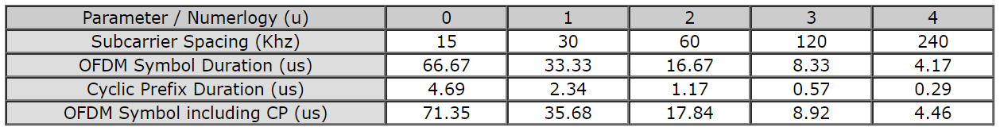 Parameter / Numerlogy (u) 0 1 2 3 4
Subcarrier Spacing (Khz) 15 30 60 120 240
OFDM Symbol Duration (us) 66.67 33.33 16.67 8.33 4.17
Cyclic Prefix Duration (us) 4.69 2.34 1.17 0.57 0.29
OFDM Symbol including CP (us) 71.35 35.68 17.84 8.92 4.46